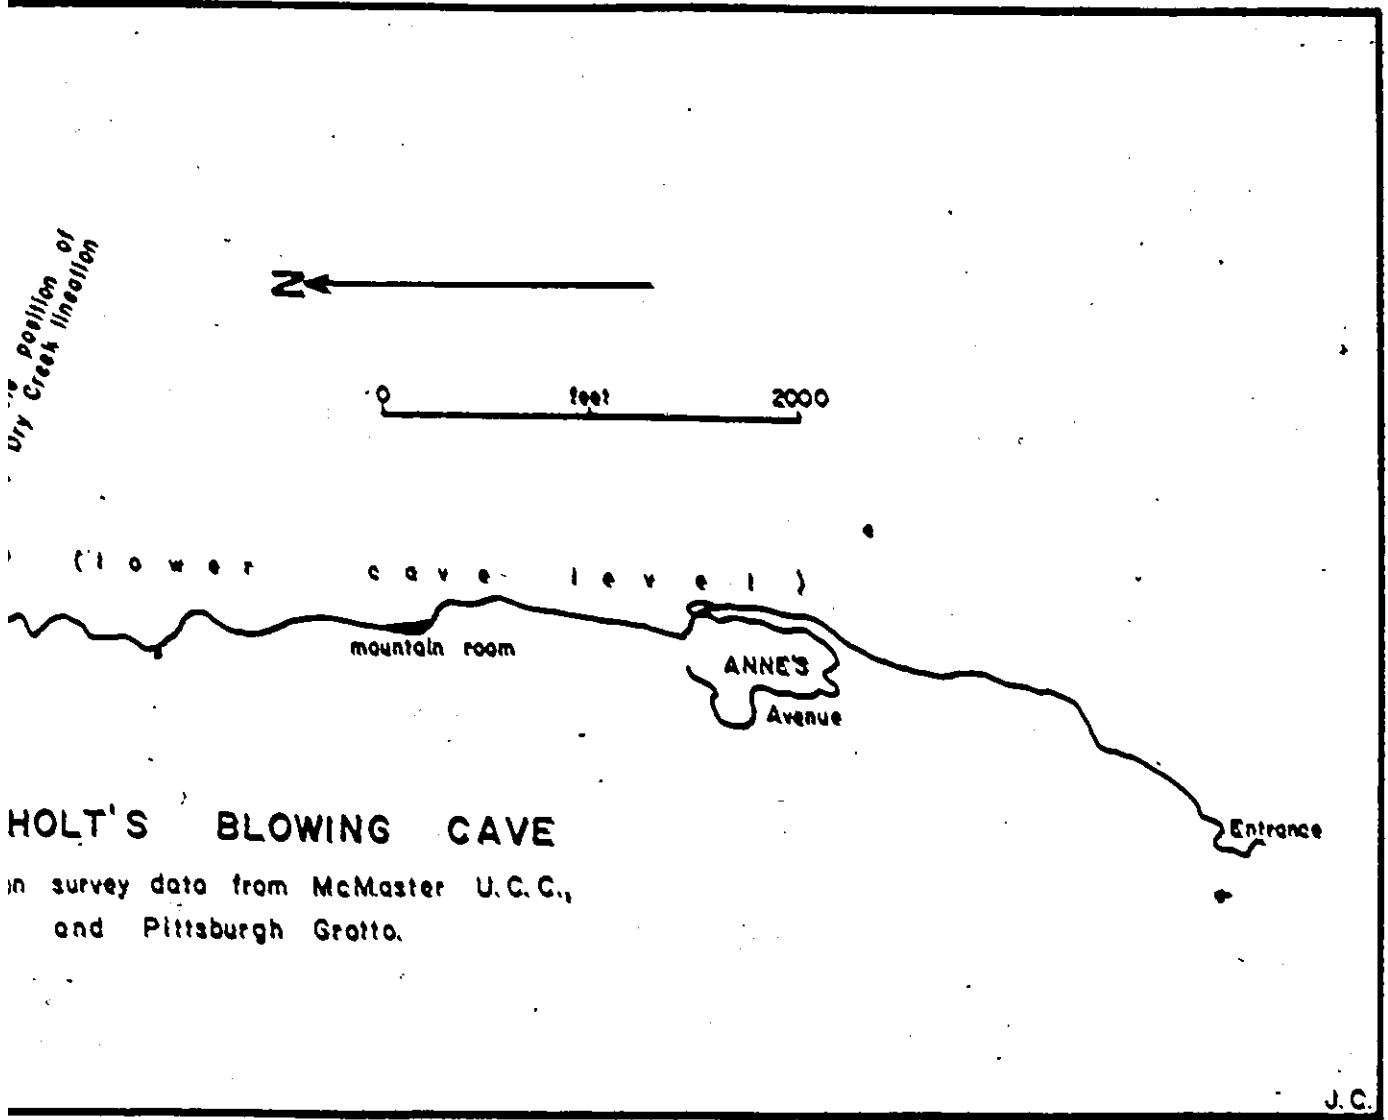 position of
Dry Creek lineation
N
0 feet 2000
(lower cave level)
mountain room
ANNE'S
Avenue
Entrance
HOLT'S BLOWING CAVE
survey data from McMaster U.C.C.,
and Pittsburgh Grotto.
J.C.